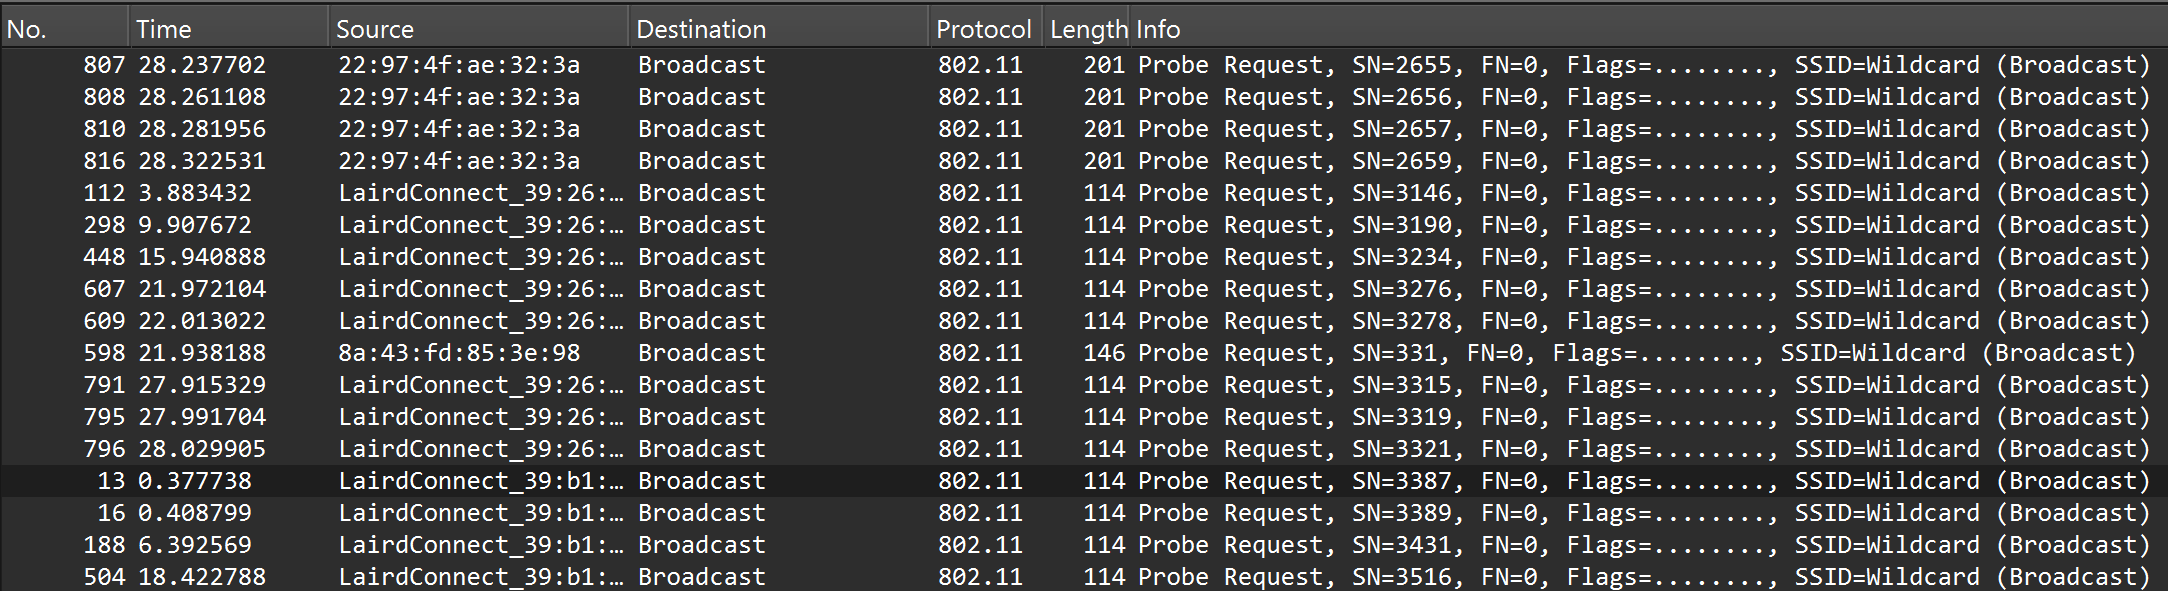 No. Time Source Destination Protocol Length Info
807 28.237702 22:97:4f:ae:32:3a Broadcast 802.11 201 Probe Request, SN=2655, FN=0, Flags=........, SSID=Wildcard (Broadcast)
808 28.261108 22:97:4f:ae:32:3a Broadcast 802.11 201 Probe Request, SN=2656, FN=0, Flags=........, SSID=Wildcard (Broadcast)
810 28.281956 22:97:4f:ae:32:3a Broadcast 802.11 201 Probe Request, SN=2657, FN=0, Flags=........, SSID=Wildcard (Broadcast)
816 28.322531 22:97:4f:ae:32:3a Broadcast 802.11 201 Probe Request, SN=2659, FN=0, Flags=........, SSID=Wildcard (Broadcast)
112 3.883432 LairdConnect_39:26:… Broadcast 802.11 114 Probe Request, SN=3146, FN=0, Flags=........, SSID=Wildcard (Broadcast)
298 9.907672 LairdConnect_39:26:… Broadcast 802.11 114 Probe Request, SN=3190, FN=0, Flags=........, SSID=Wildcard (Broadcast)
448 15.940888 LairdConnect_39:26:… Broadcast 802.11 114 Probe Request, SN=3234, FN=0, Flags=........, SSID=Wildcard (Broadcast)
607 21.972104 LairdConnect_39:26:… Broadcast 802.11 114 Probe Request, SN=3276, FN=0, Flags=........, SSID=Wildcard (Broadcast)
609 22.013022 LairdConnect_39:26:… Broadcast 802.11 114 Probe Request, SN=3278, FN=0, Flags=........, SSID=Wildcard (Broadcast)
598 21.938188 8a:43:fd:85:3e:98 Broadcast 802.11 146 Probe Request, SN=331, FN=0, Flags=........, SSID=Wildcard (Broadcast)
791 27.915329 LairdConnect_39:26:… Broadcast 802.11 114 Probe Request, SN=3315, FN=0, Flags=........, SSID=Wildcard (Broadcast)
795 27.991704 LairdConnect_39:26:… Broadcast 802.11 114 Probe Request, SN=3319, FN=0, Flags=........, SSID=Wildcard (Broadcast)
796 28.029905 LairdConnect_39:26:… Broadcast 802.11 114 Probe Request, SN=3321, FN=0, Flags=........, SSID=Wildcard (Broadcast)
13 0.377738 LairdConnect_39:b1:… Broadcast 802.11 114 Probe Request, SN=3387, FN=0, Flags=........, SSID=Wildcard (Broadcast)
16 0.408799 LairdConnect_39:b1:… Broadcast 802.11 114 Probe Request, SN=3389, FN=0, Flags=........, SSID=Wildcard (Broadcast)
188 6.392569 LairdConnect_39:b1:… Broadcast 802.11 114 Probe Request, SN=3431, FN=0, Flags=........, SSID=Wildcard (Broadcast)
504 18.422788 LairdConnect_39:b1:… Broadcast 802.11 114 Probe Request, SN=3516, FN=0, Flags=........, SSID=Wildcard (Broadcast)